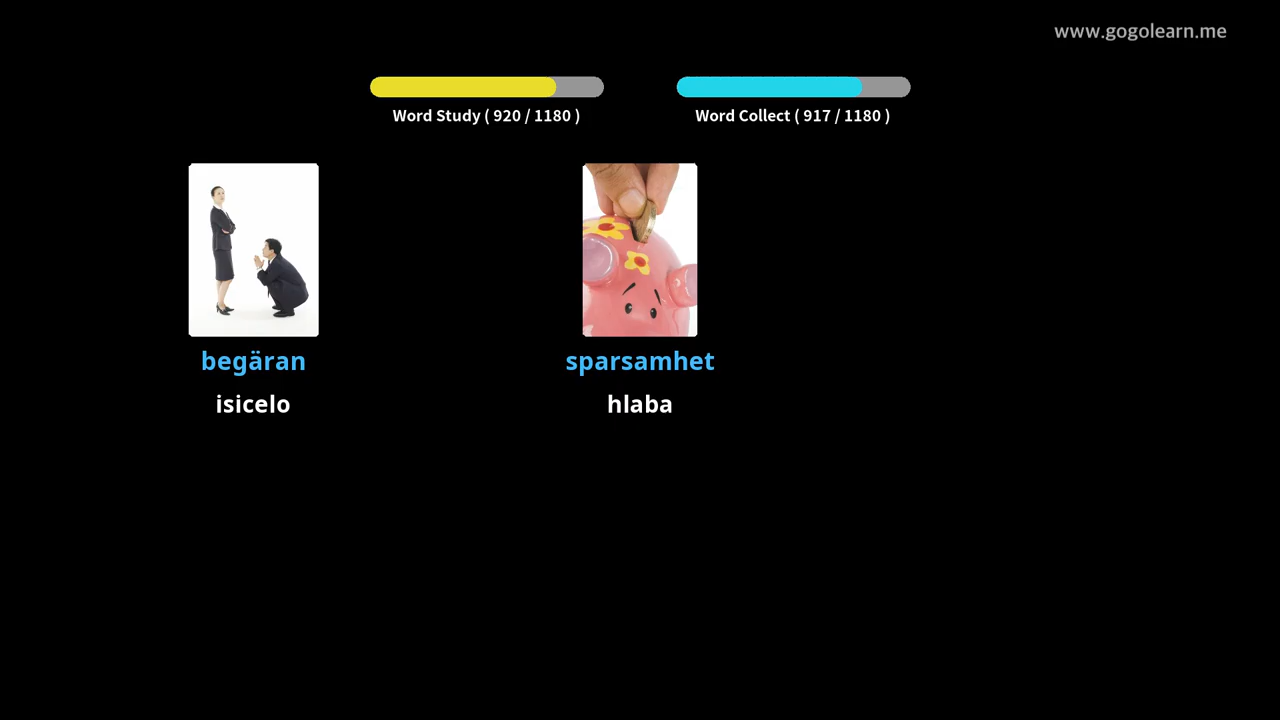 www.gogolearn.me
Word Study ( 920 / 1180 )
Word Collect ( 917 / 1180 )
begäran
isicelo
sparsamhet
hlaba